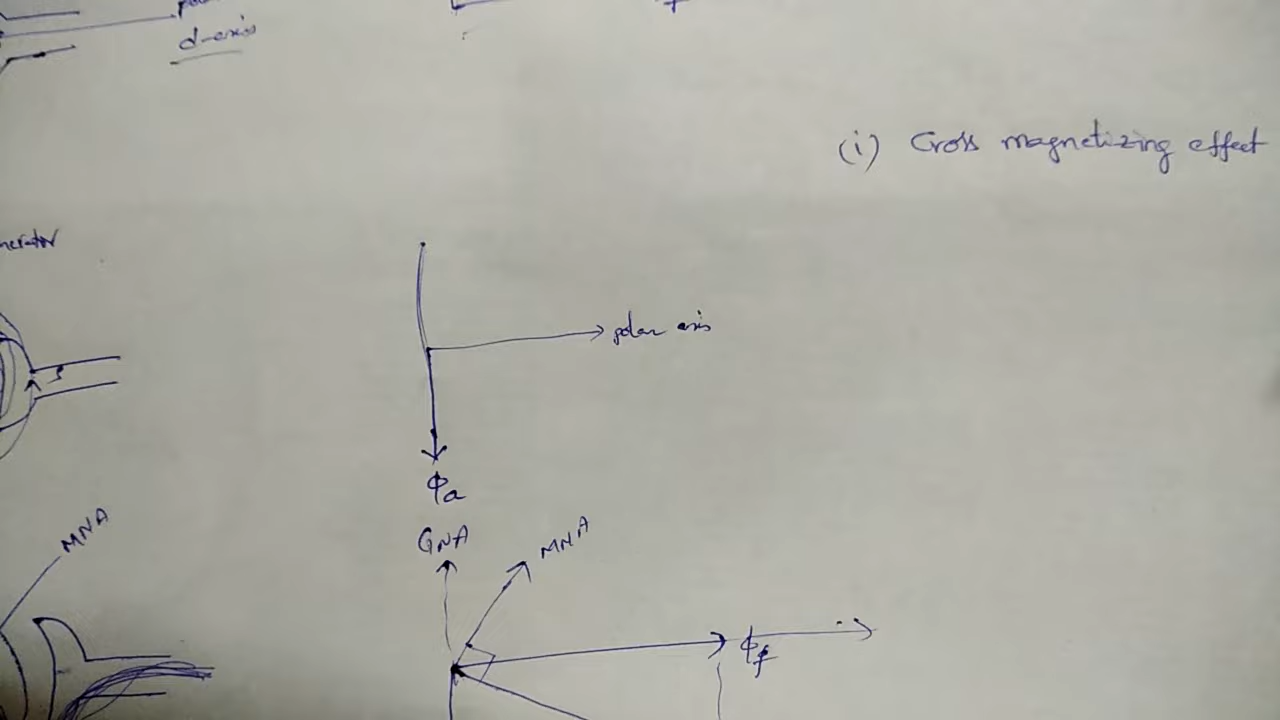 d-axis
(i) Cross magnetizing effect
polar axis
ϕa
MNA
GNA
MNA
ϕf